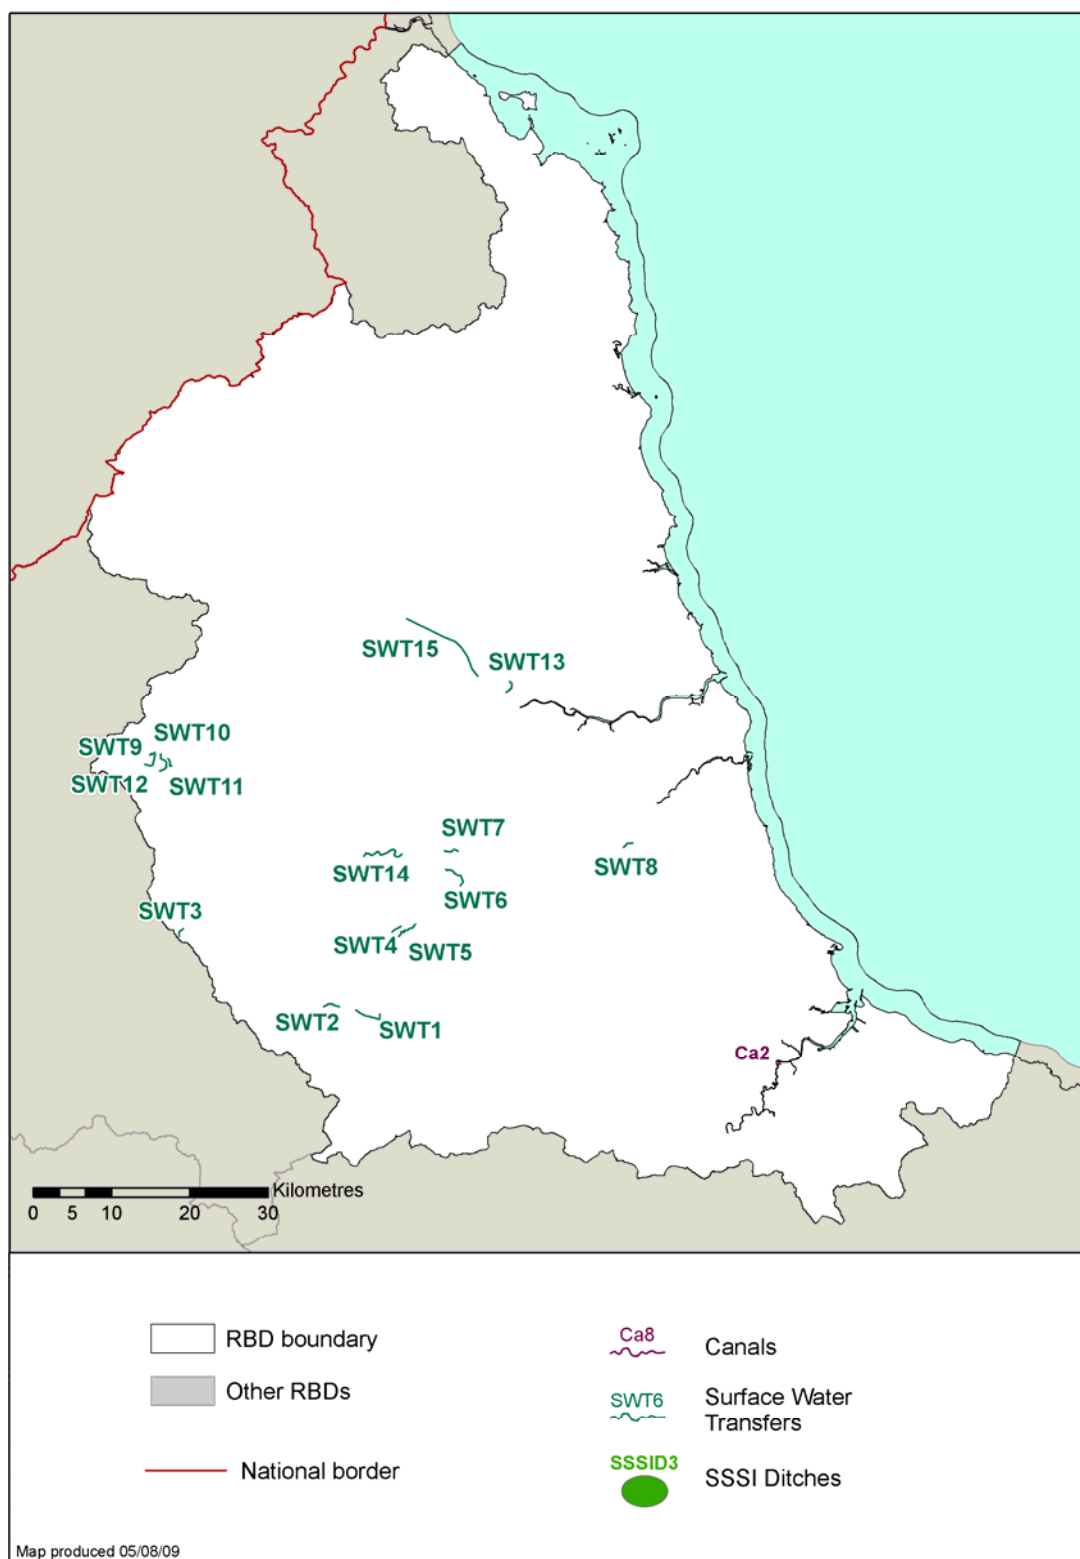 SWT15
SWT13
SWT10
SWT9
SWT12
SWT11
SWT7
SWT14
SWT8
SWT6
SWT3
SWT4
SWT5
SWT2
SWT1
Ca2
Kilometres
0 5 10 20 30
RBD boundary
Other RBDs
National border
Ca8
Canals
SWT6
Surface Water
Transfers
SSSID3
SSSI Ditches
Map produced 05/08/09